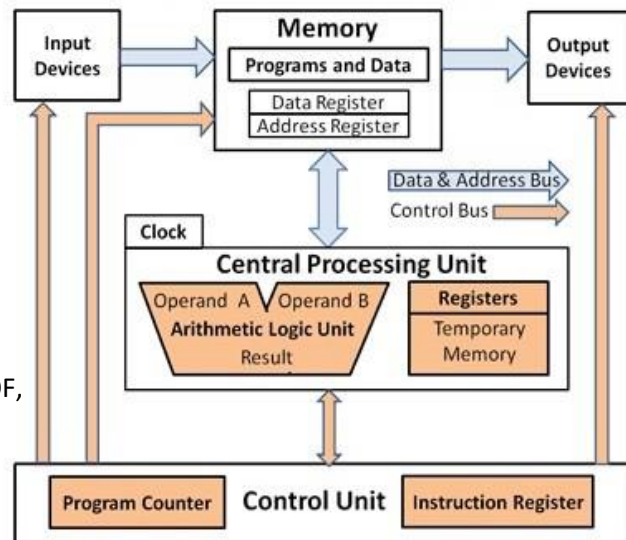 Input
Devices
Memory
Programs and Data
Data Register
Address Register
Output
Devices
Data & Address Bus
Control Bus
Clock
Central Processing Unit
Operand A
Operand B
Arithmetic Logic Unit
Result
Registers
Temporary
Memory
Program Counter
Control Unit
Instruction Register